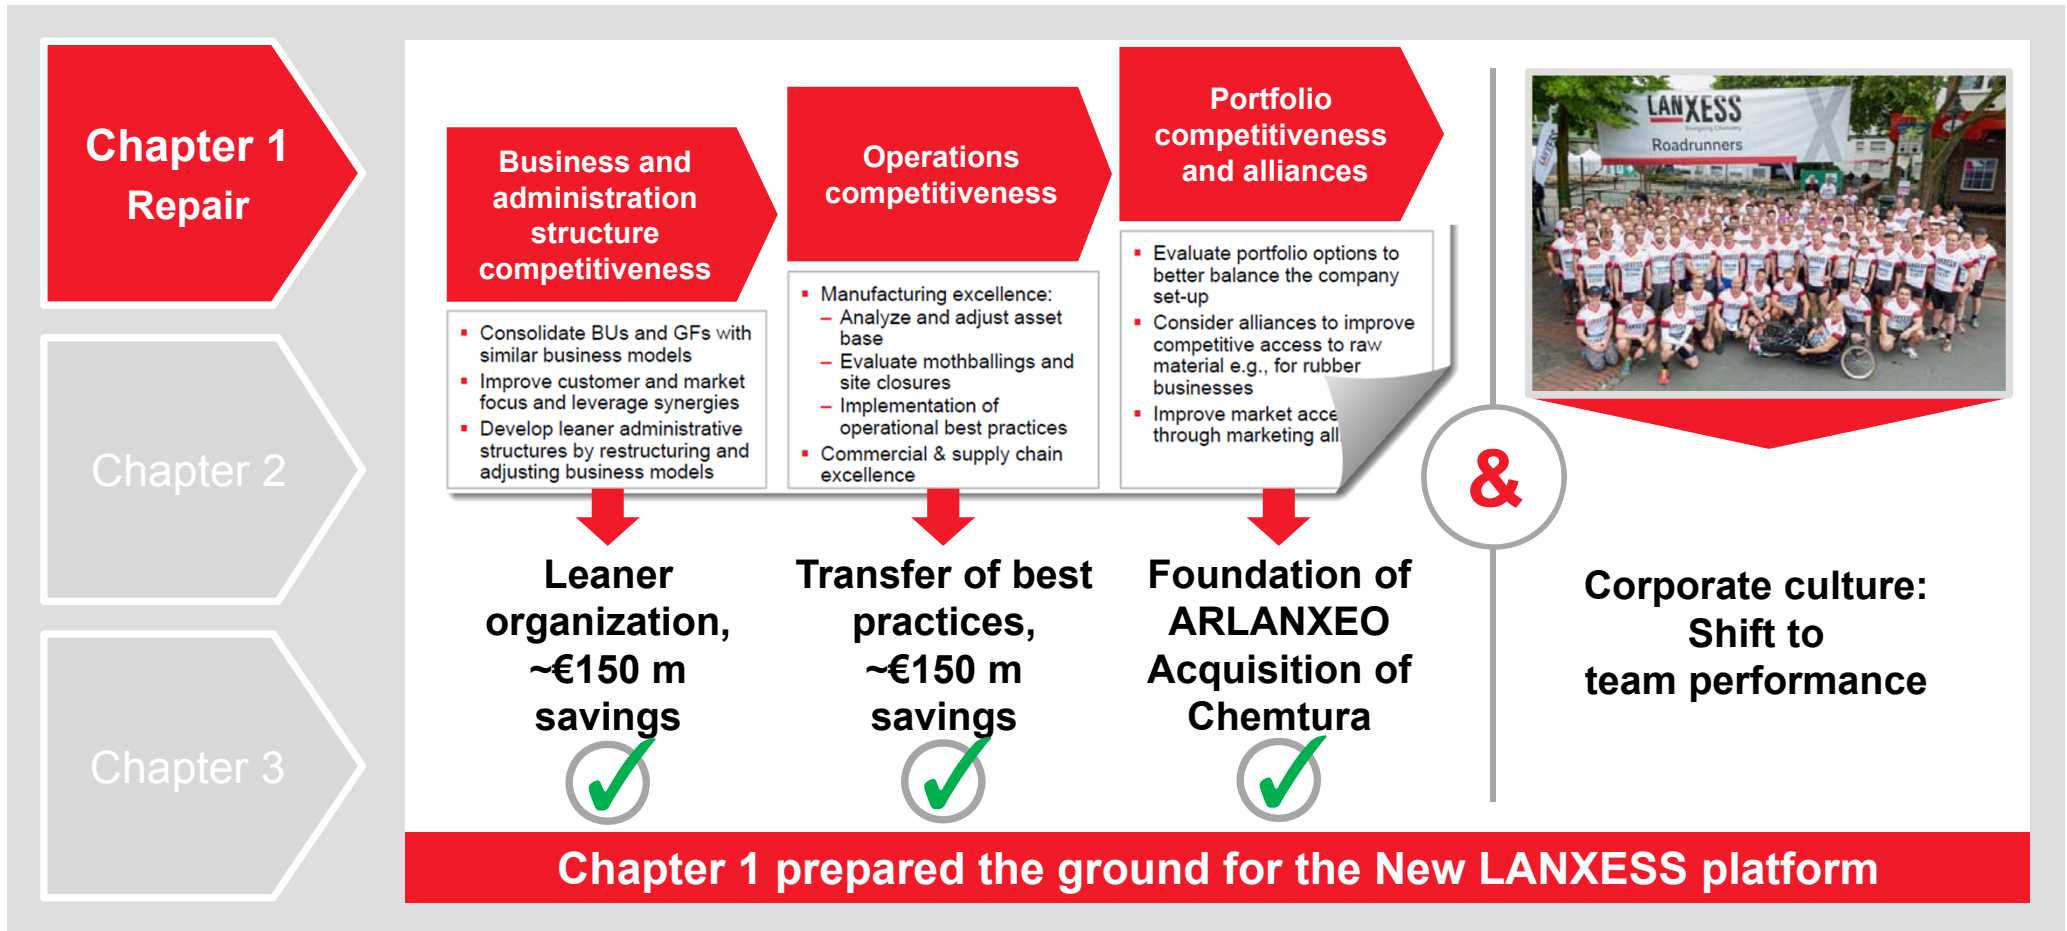 Chapter 1
Repair
Chapter 2
Chapter 3
Business and
administration
structure
competitiveness
▪ Consolidate BUs and GFs with
similar business models
▪ Improve customer and market
focus and leverage synergies
▪ Develop leaner administrative
structures by restructuring and
adjusting business models
Leaner
organization,
~€150 m
savings
Operations
competitiveness
▪ Manufacturing excellence:
– Analyze and adjust asset
base
– Evaluate mothballings and
site closures
– Implementation of
operational best practices
▪ Commercial & supply chain
excellence
Transfer of best
practices,
~€150 m
savings
Portfolio
competitiveness
and alliances
▪ Evaluate portfolio options to
better balance the company
set-up
▪ Consider alliances to improve
competitive access to raw
material e.g., for rubber
businesses
▪ Improve market acce
through marketing all
Foundation of
ARLANXEO
Acquisition of
Chemtura
&
LANXESS
Energizing Chemistry
Roadrunners
Corporate culture:
Shift to
team performance
Chapter 1 prepared the ground for the New LANXESS platform